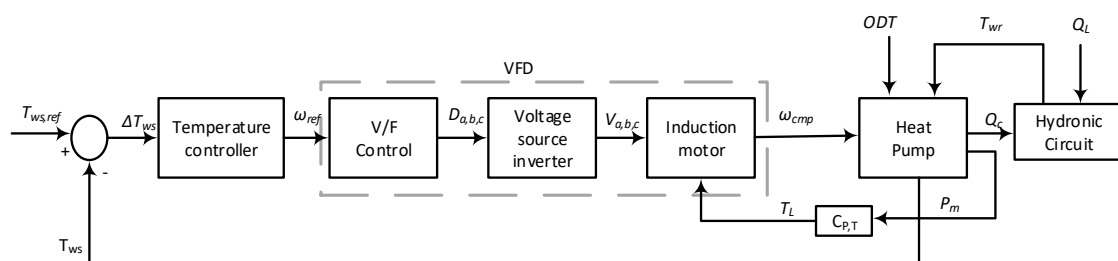 VFD
ODT
T_wr
Q_L
T_ws,ref
+
-
ΔT_ws
Temperature
controller
ω_ref
V/F
Control
D_a,b,c
Voltage
source
inverter
V_a,b,c
Induction
motor
ω_cmp
Heat
Pump
Q_c
Hydronic
Circuit
T_L
C_P,T
P_m
T_ws